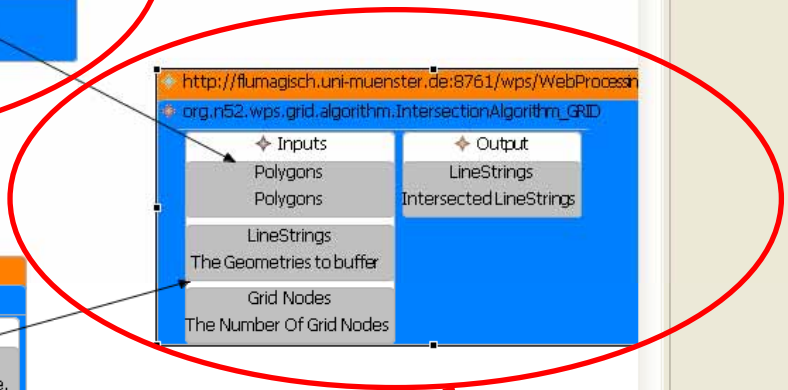 http://flumagisch.uni-muenster.de:8761/wps/WebProcessin
org.n52.wps.grid.algorithm.IntersectionAlgorithm_GRID
Inputs
Output
Polygons
Polygons
LineStrings
Intersected LineStrings
LineStrings
The Geometries to buffer
Grid Nodes
The Number Of Grid Nodes
e,